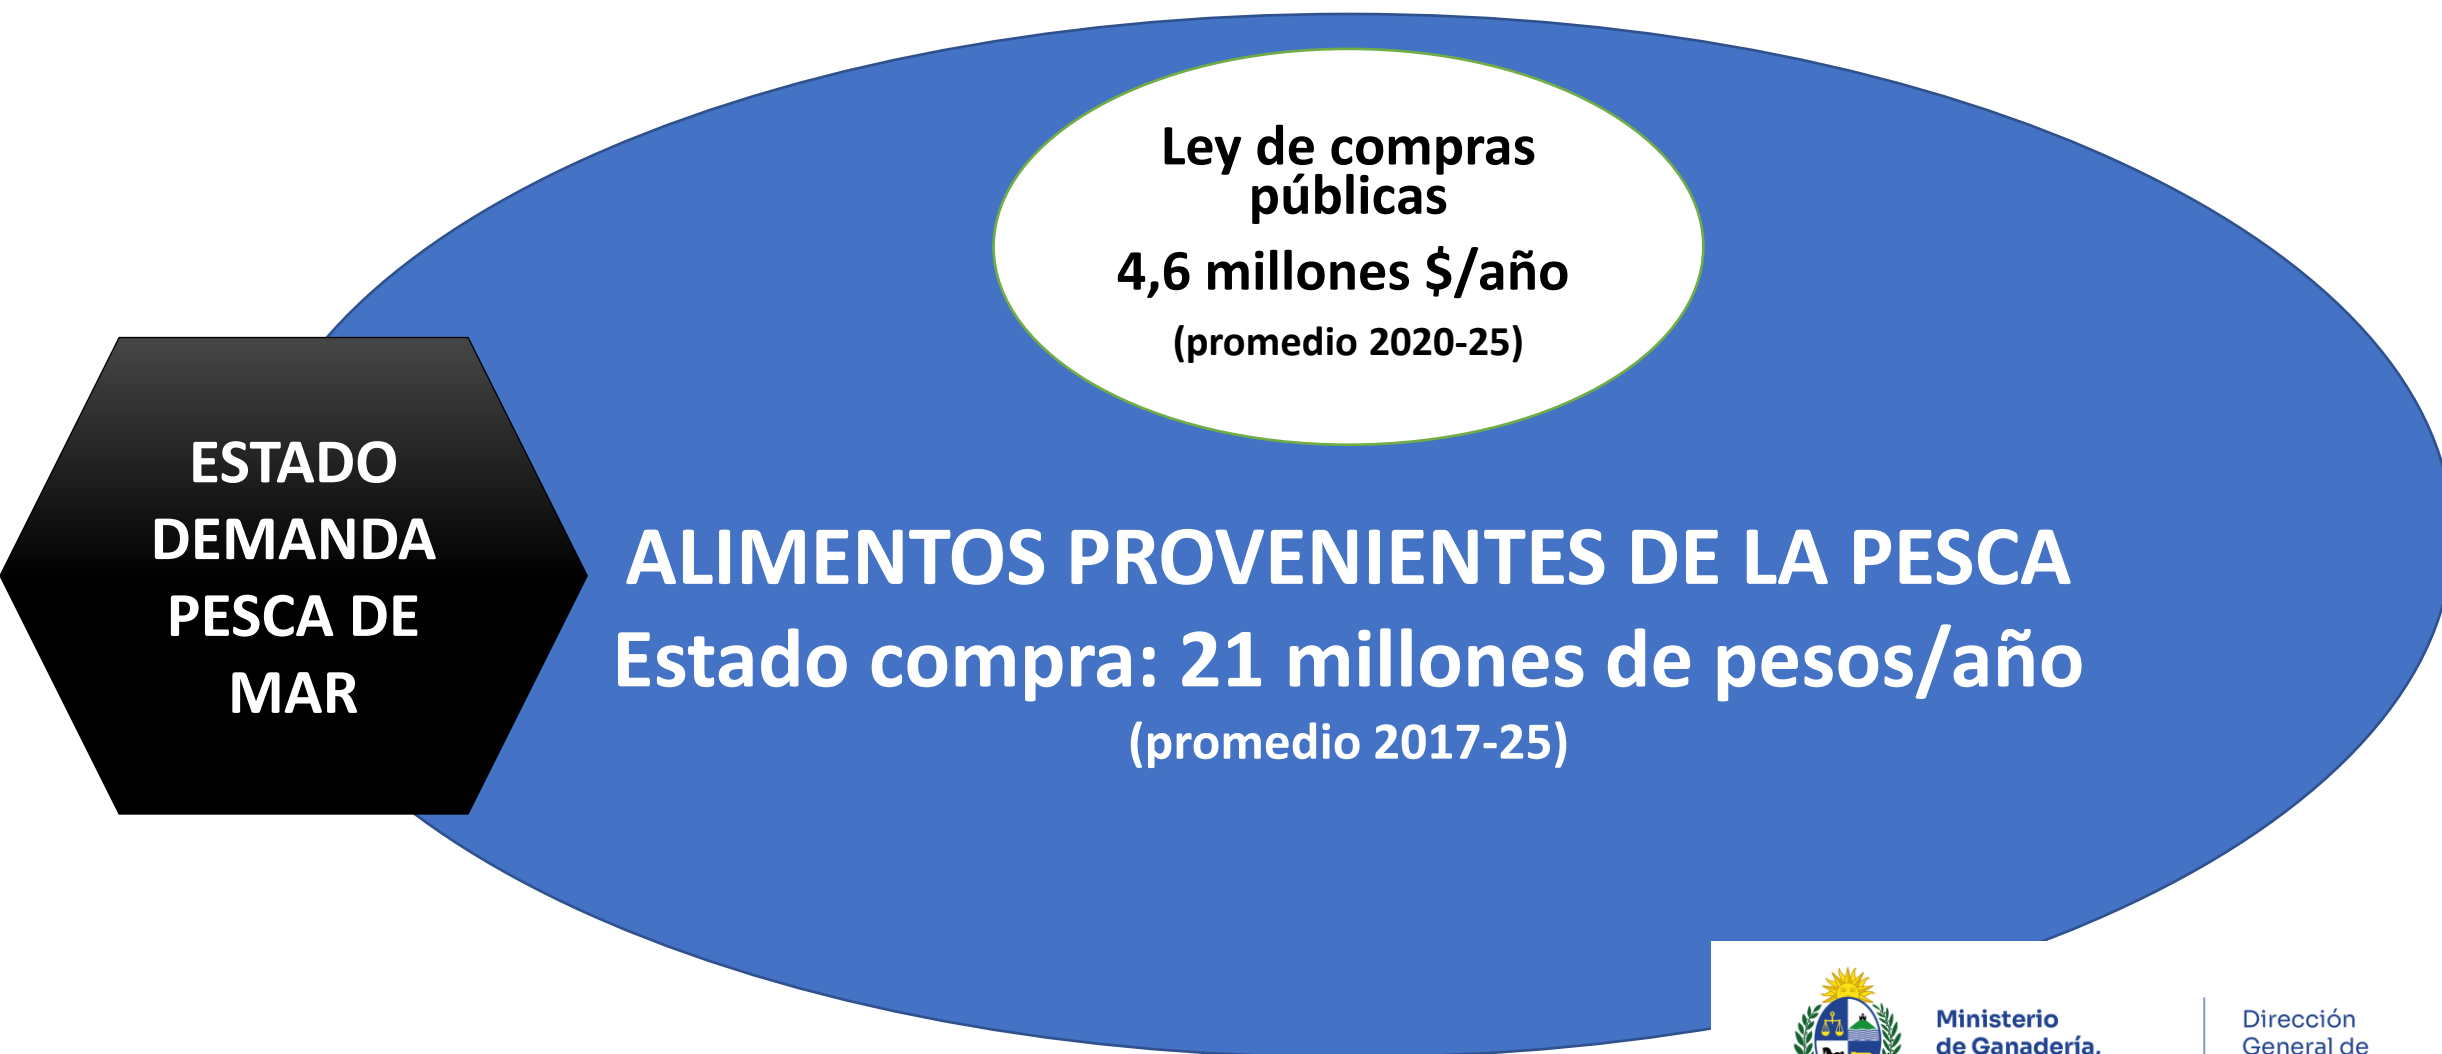 Ley de compras
públicas
4,6 millones $/año
(promedio 2020-25)
ESTADO
DEMANDA
PESCA DE
MAR
ALIMENTOS PROVENIENTES DE LA PESCA
Estado compra: 21 millones de pesos/año
(promedio 2017-25)
Ministerio
de Ganadería,
Dirección
General de